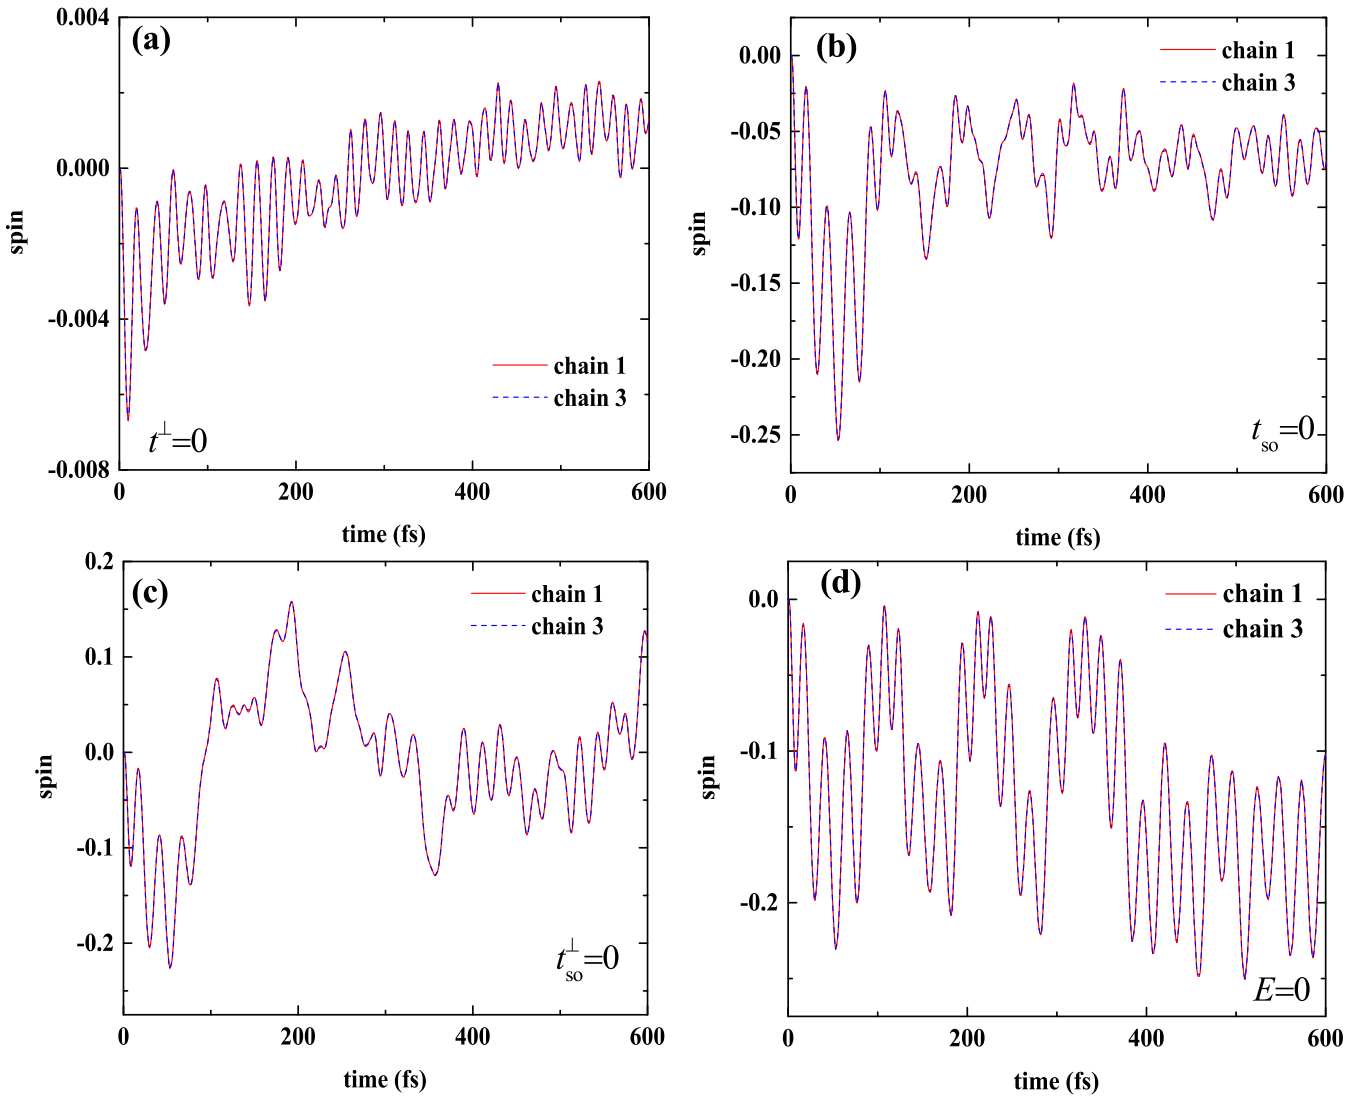 (a)
0.004
0.000
-0.004
-0.008
spin
chain 1
chain 3
t⊥=0
0 200 400 600
time (fs)
(b)
0.00
-0.05
-0.10
-0.15
-0.20
-0.25
spin
chain 1
chain 3
tso=0
0 200 400 600
time (fs)
(c)
0.2
0.1
0.0
-0.1
-0.2
spin
chain 1
chain 3
t⊥so=0
0 200 400 600
time (fs)
(d)
0.0
-0.1
-0.2
spin
chain 1
chain 3
E=0
0 200 400 600
time (fs)